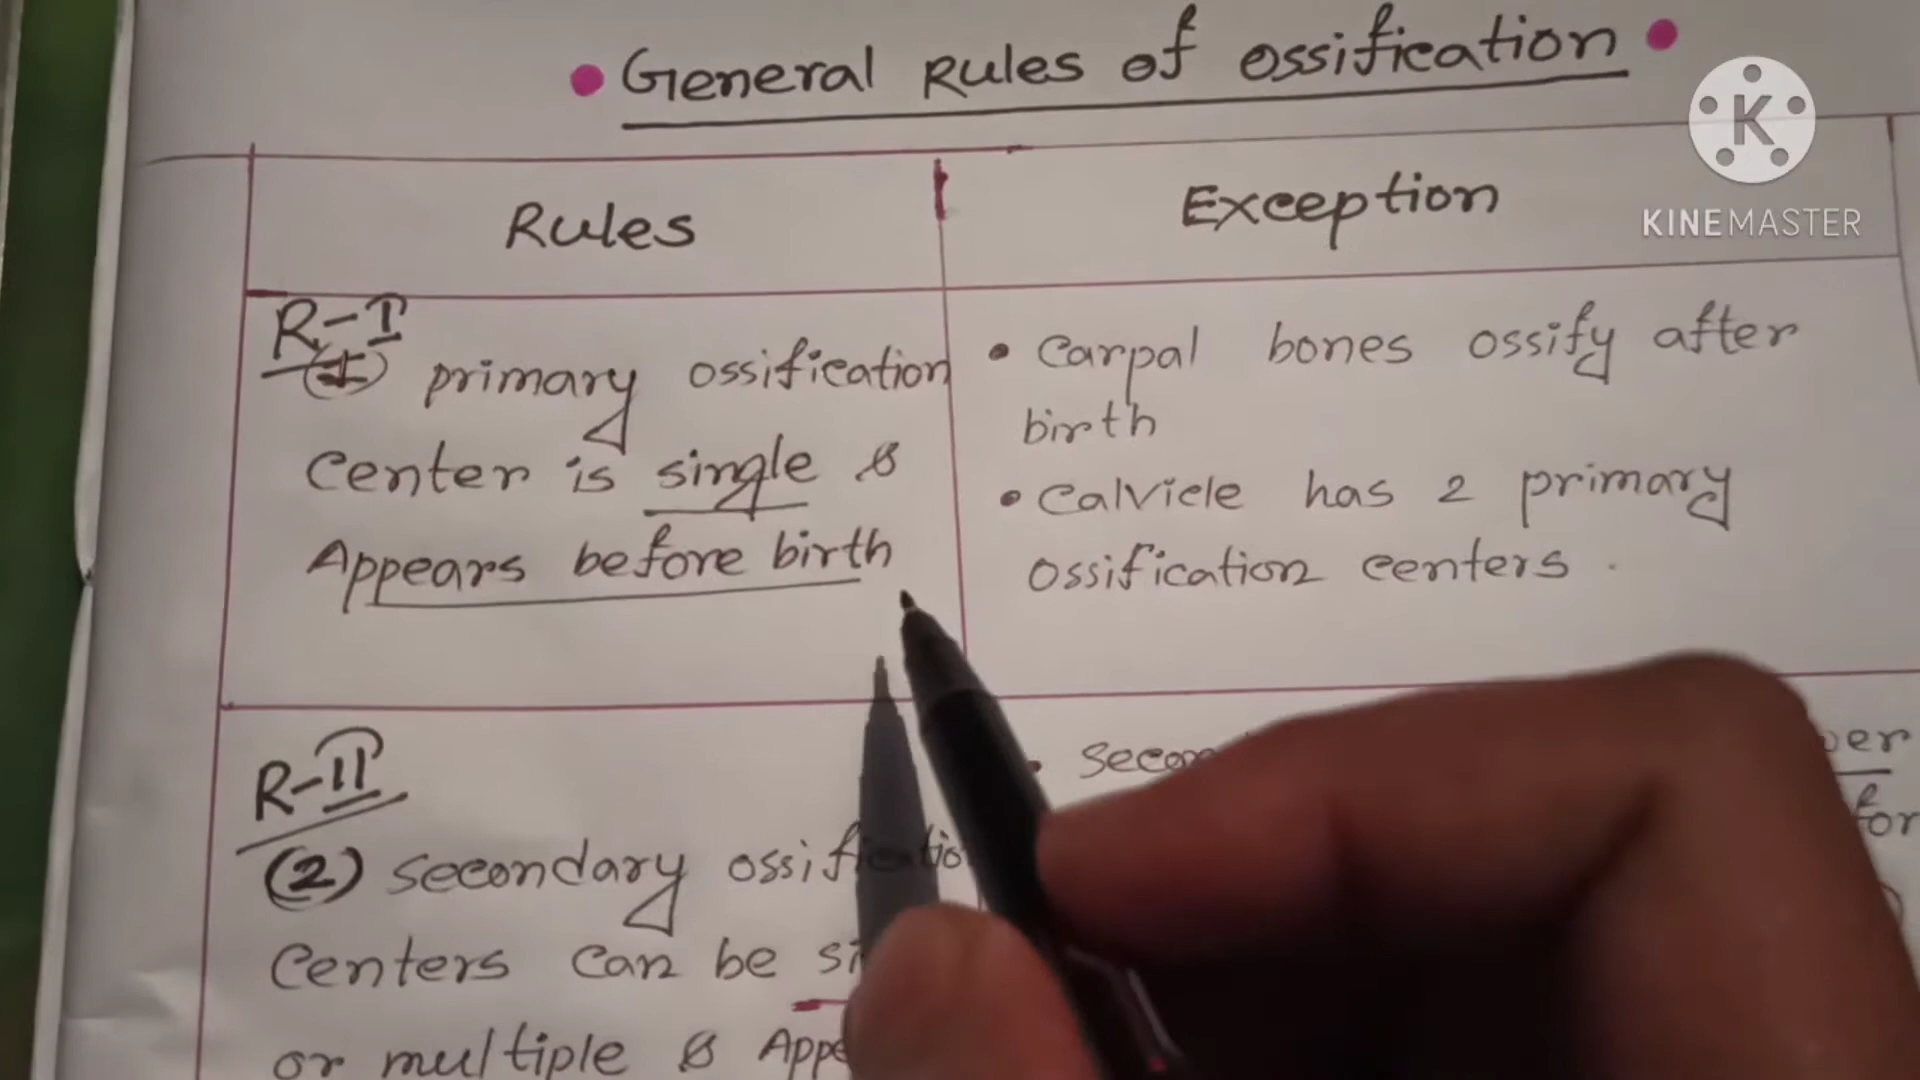 General Rules of ossification
KINEMASTER
Rules
Exception
R-I
(1) primary ossification
center is single &
Appears before birth
• Carpal bones ossify after
birth
• Calvicle has 2 primary
ossification centers.
R-II
(2) secondary ossification
Centers can be
or multiple &